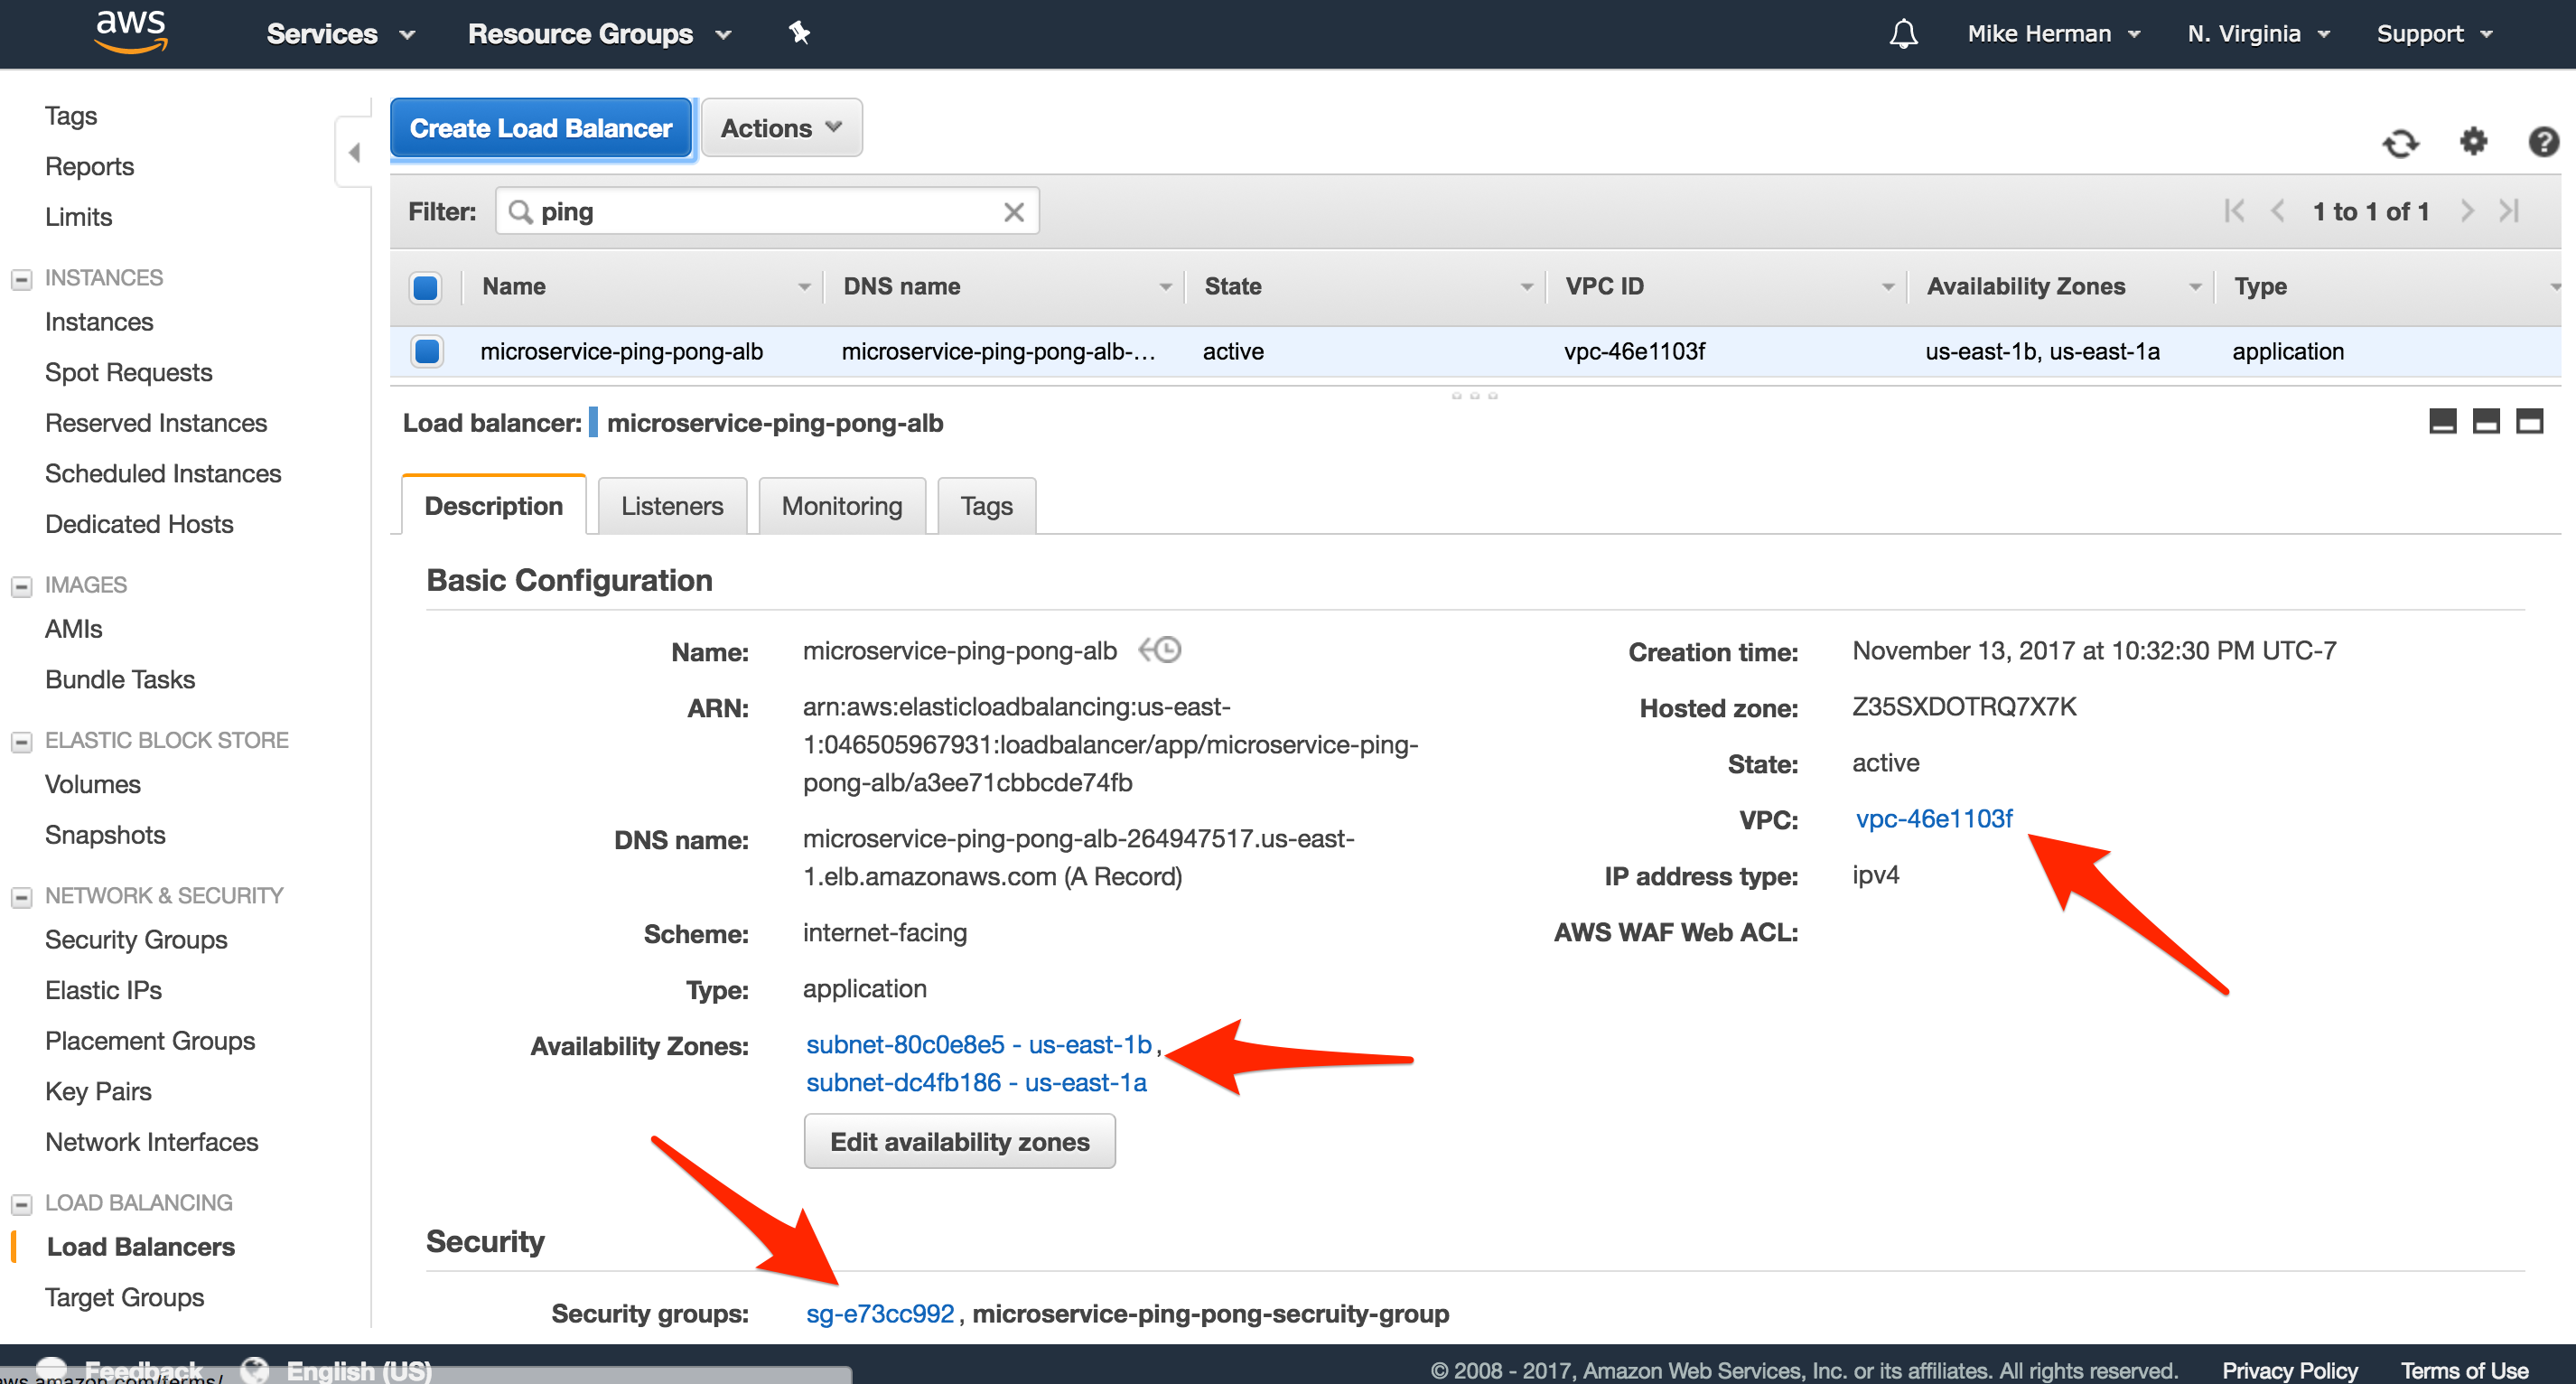 aws Services Resource Groups Mike Herman N. Virginia Support
Tags
Reports
Limits
INSTANCES
Instances
Spot Requests
Reserved Instances
Scheduled Instances
Dedicated Hosts
IMAGES
AMIs
Bundle Tasks
ELASTIC BLOCK STORE
Volumes
Snapshots
NETWORK & SECURITY
Security Groups
Elastic IPs
Placement Groups
Key Pairs
Network Interfaces
LOAD BALANCING
Load Balancers
Target Groups
Create Load Balancer Actions
Filter: ping 1 to 1 of 1
Name DNS name State VPC ID Availability Zones Type
microservice-ping-pong-alb microservice-ping-pong-alb-... active vpc-46e1103f us-east-1b, us-east-1a application
Load balancer: microservice-ping-pong-alb
Description Listeners Monitoring Tags
Basic Configuration
Name: microservice-ping-pong-alb
ARN: arn:aws:elasticloadbalancing:us-east-
1:046505967931:loadbalancer/app/microservice-ping-
pong-alb/a3ee71cbbcde74fb
DNS name: microservice-ping-pong-alb-264947517.us-east-
1.elb.amazonaws.com (A Record)
Scheme: internet-facing
Type: application
Availability Zones: subnet-80c0e8e5 - us-east-1b,
subnet-dc4fb186 - us-east-1a
Edit availability zones
Creation time: November 13, 2017 at 10:32:30 PM UTC-7
Hosted zone: Z35SXDOTRQ7X7K
State: active
VPC: vpc-46e1103f
IP address type: ipv4
AWS WAF Web ACL:
Security
Security groups: sg-e73cc992, microservice-ping-pong-secruity-group
Feedback English (US) © 2008 - 2017, Amazon Web Services, Inc. or its affiliates. All rights reserved. Privacy Policy Terms of Use
ws.amazon.com/terms/